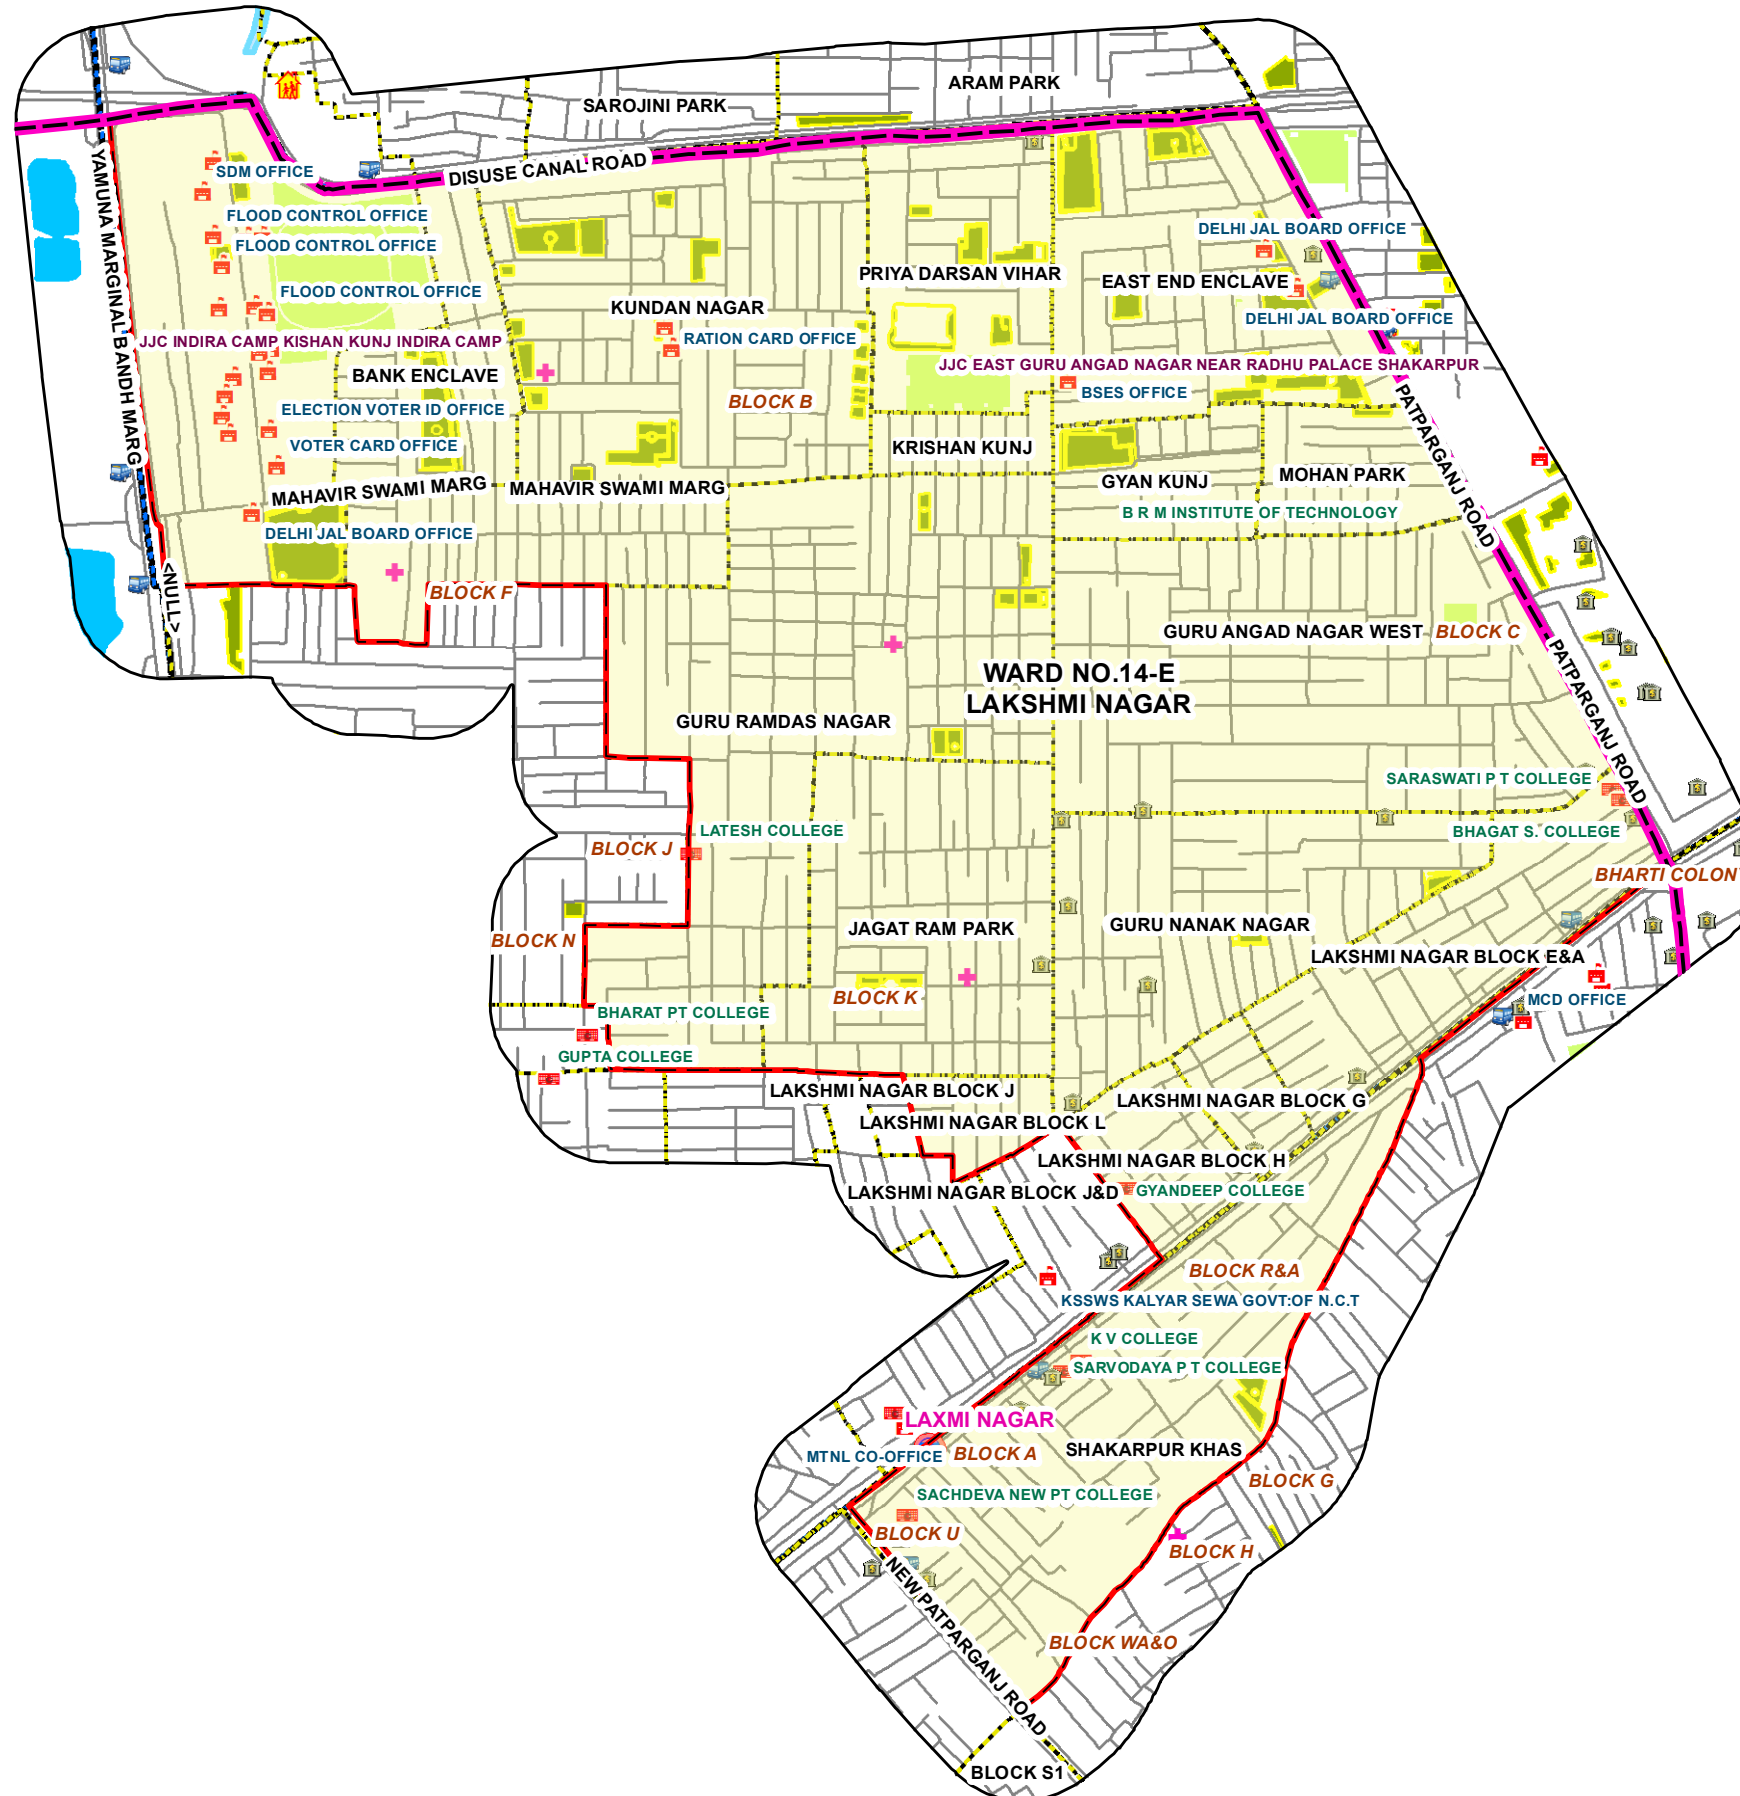 ARAM PARK
SAROJINI PARK
DISUSE CANAL ROAD
SDM OFFICE
YAMUNA MARGINAL BANDH MARG
FLOOD CONTROL OFFICE
FLOOD CONTROL OFFICE
DELHI JAL BOARD OFFICE
PRIYA DARSAN VIHAR
EAST END ENCLAVE
FLOOD CONTROL OFFICE
KUNDAN NAGAR
DELHI JAL BOARD OFFICE
JJC INDIRA CAMP KISHAN KUNJ INDIRA CAMP
RATION CARD OFFICE
JJC EAST GURU ANGAD NAGAR NEAR RADHU PALACE SHAKARPUR
BANK ENCLAVE
BSES OFFICE
BLOCK B
ELECTION VOTER ID OFFICE
VOTER CARD OFFICE
KRISHAN KUNJ
PATPARGANJ ROAD
MAHAVIR SWAMI MARG
MAHAVIR SWAMI MARG
GYAN KUNJ
MOHAN PARK
B R M INSTITUTE OF TECHNOLOGY
DELHI JAL BOARD OFFICE
<NULL>
BLOCK F
GURU ANGAD NAGAR WEST
BLOCK C
WARD NO.14-E
LAKSHMI NAGAR
PATPARGANJ ROAD
GURU RAMDAS NAGAR
SARASWATI P T COLLEGE
LATESH COLLEGE
BHAGAT S. COLLEGE
BLOCK J
BHARTI COLONY
JAGAT RAM PARK
GURU NANAK NAGAR
BLOCK N
LAKSHMI NAGAR BLOCK E&A
BLOCK K
MCD OFFICE
BHARAT PT COLLEGE
GUPTA COLLEGE
LAKSHMI NAGAR BLOCK J
LAKSHMI NAGAR BLOCK G
LAKSHMI NAGAR BLOCK L
LAKSHMI NAGAR BLOCK H
LAKSHMI NAGAR BLOCK J&D
GYANDEEP COLLEGE
BLOCK R&A
KSSWS KALYAR SEWA GOVT:OF N.C.T
K V COLLEGE
SARVODAYA P T COLLEGE
LAXMI NAGAR
MTNL CO-OFFICE
BLOCK A
SHAKARPUR KHAS
BLOCK G
SACHDEVA NEW PT COLLEGE
BLOCK U
BLOCK H
NEW PATPARGANJ ROAD
BLOCK WA&O
BLOCK S1